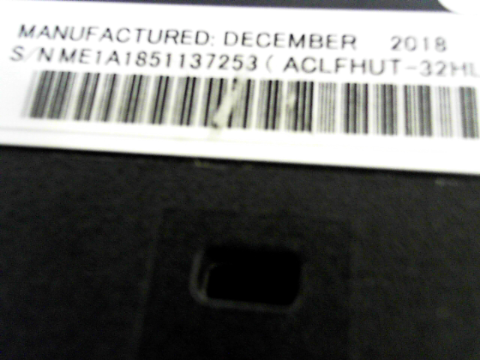 MANUFACTURED: DECEMBER 2018
S/N ME1A1851137253 ( ACLFHUT-32HL